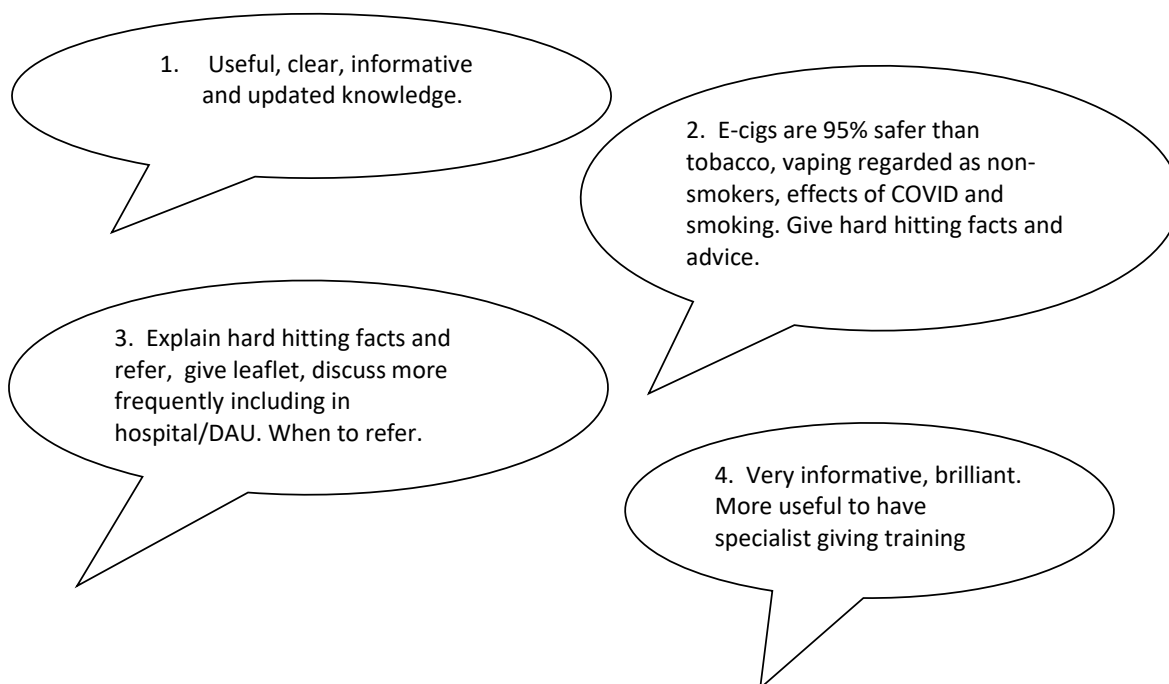 1. Useful, clear, informative
and updated knowledge.
2. E-cigs are 95% safer than
tobacco, vaping regarded as non-
smokers, effects of COVID and
smoking. Give hard hitting facts and
advice.
3. Explain hard hitting facts and
refer, give leaflet, discuss more
frequently including in
hospital/DAU. When to refer.
4. Very informative, brilliant.
More useful to have
specialist giving training